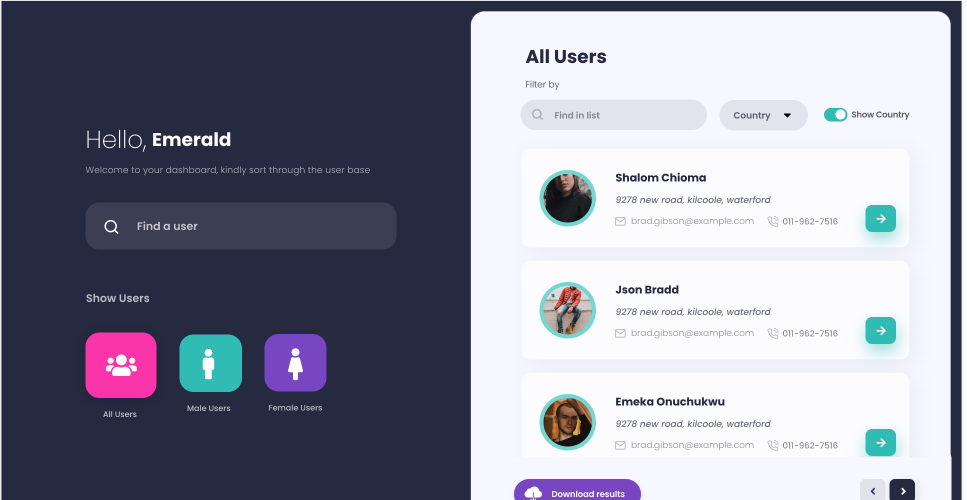 Hello, Emerald
Welcome to your dashboard, kindly sort through the user base
Find a user
Show Users
All Users
Male Users
Female Users
All Users
Filter by
Find in list
Country
Show Country
Shalom Chioma
9278 new road, kilcoole, waterford
brad.gibson@example.com 011-962-7516
Json Bradd
9278 new road, kilcoole, waterford
brad.gibson@example.com 011-962-7516
Emeka Onuchukwu
9278 new road, kilcoole, waterford
brad.gibson@example.com 011-962-7516
Download results